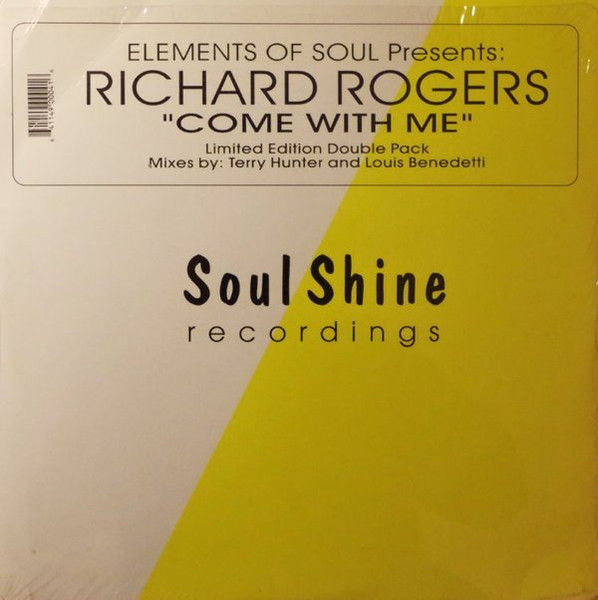 ELEMENTS OF SOUL Presents:
RICHARD ROGERS
"COME WITH ME"
Limited Edition Double Pack
Mixes by: Terry Hunter and Louis Benedetti
Soul Shine
recordings